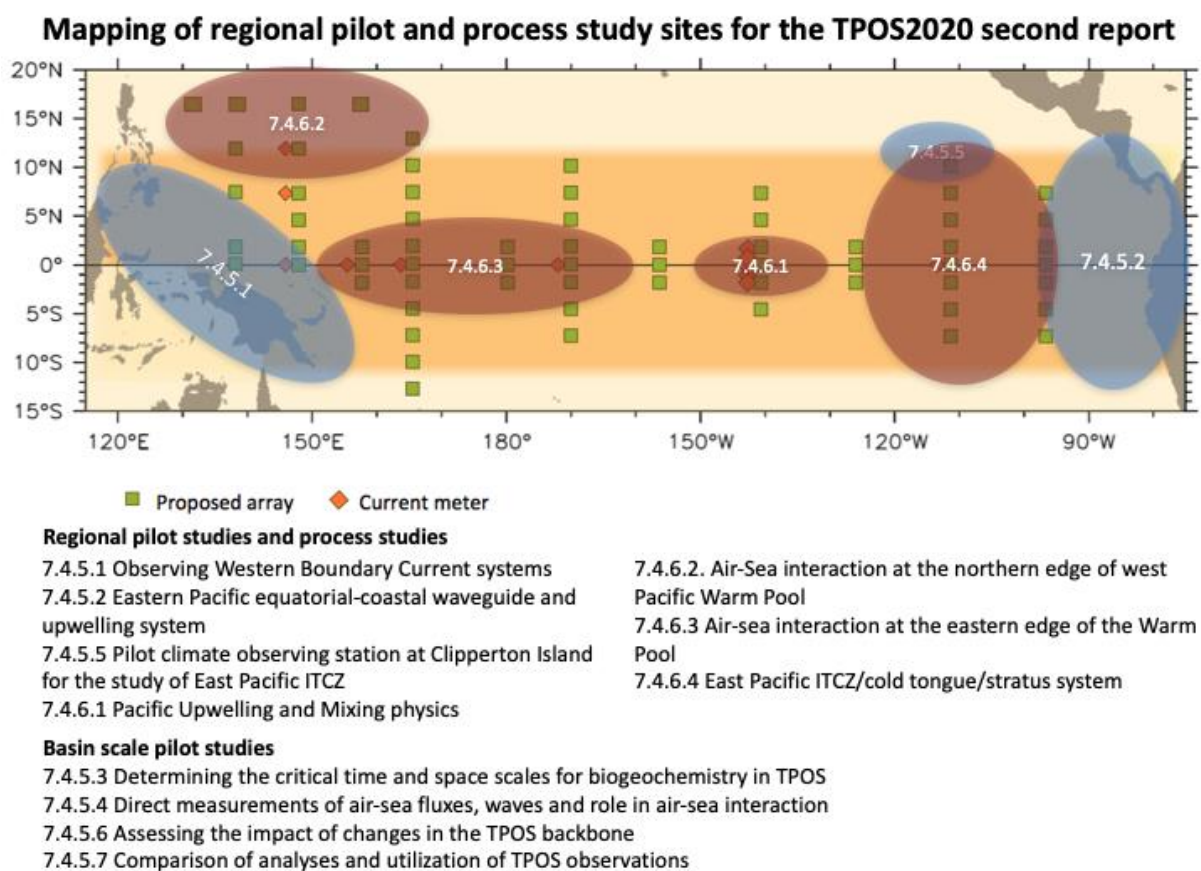 Mapping of regional pilot and process study sites for the TPOS2020 second report
20°N
15°N
10°N
5°N
0°
5°S
10°S
15°S
7.4.6.2
7.4.5.5
7.4.5.1
7.4.6.3
7.4.6.1
7.4.6.4
7.4.5.2
120°E
150°E
180°
150°W
120°W
90°W
Proposed array
Current meter
Regional pilot studies and process studies
7.4.5.1 Observing Western Boundary Current systems
7.4.5.2 Eastern Pacific equatorial-coastal waveguide and
upwelling system
7.4.5.5 Pilot climate observing station at Clipperton Island
for the study of East Pacific ITCZ
7.4.6.1 Pacific Upwelling and Mixing physics
7.4.6.2. Air-Sea interaction at the northern edge of west
Pacific Warm Pool
7.4.6.3 Air-sea interaction at the eastern edge of the Warm
Pool
7.4.6.4 East Pacific ITCZ/cold tongue/stratus system
Basin scale pilot studies
7.4.5.3 Determining the critical time and space scales for biogeochemistry in TPOS
7.4.5.4 Direct measurements of air-sea fluxes, waves and role in air-sea interaction
7.4.5.6 Assessing the impact of changes in the TPOS backbone
7.4.5.7 Comparison of analyses and utilization of TPOS observations